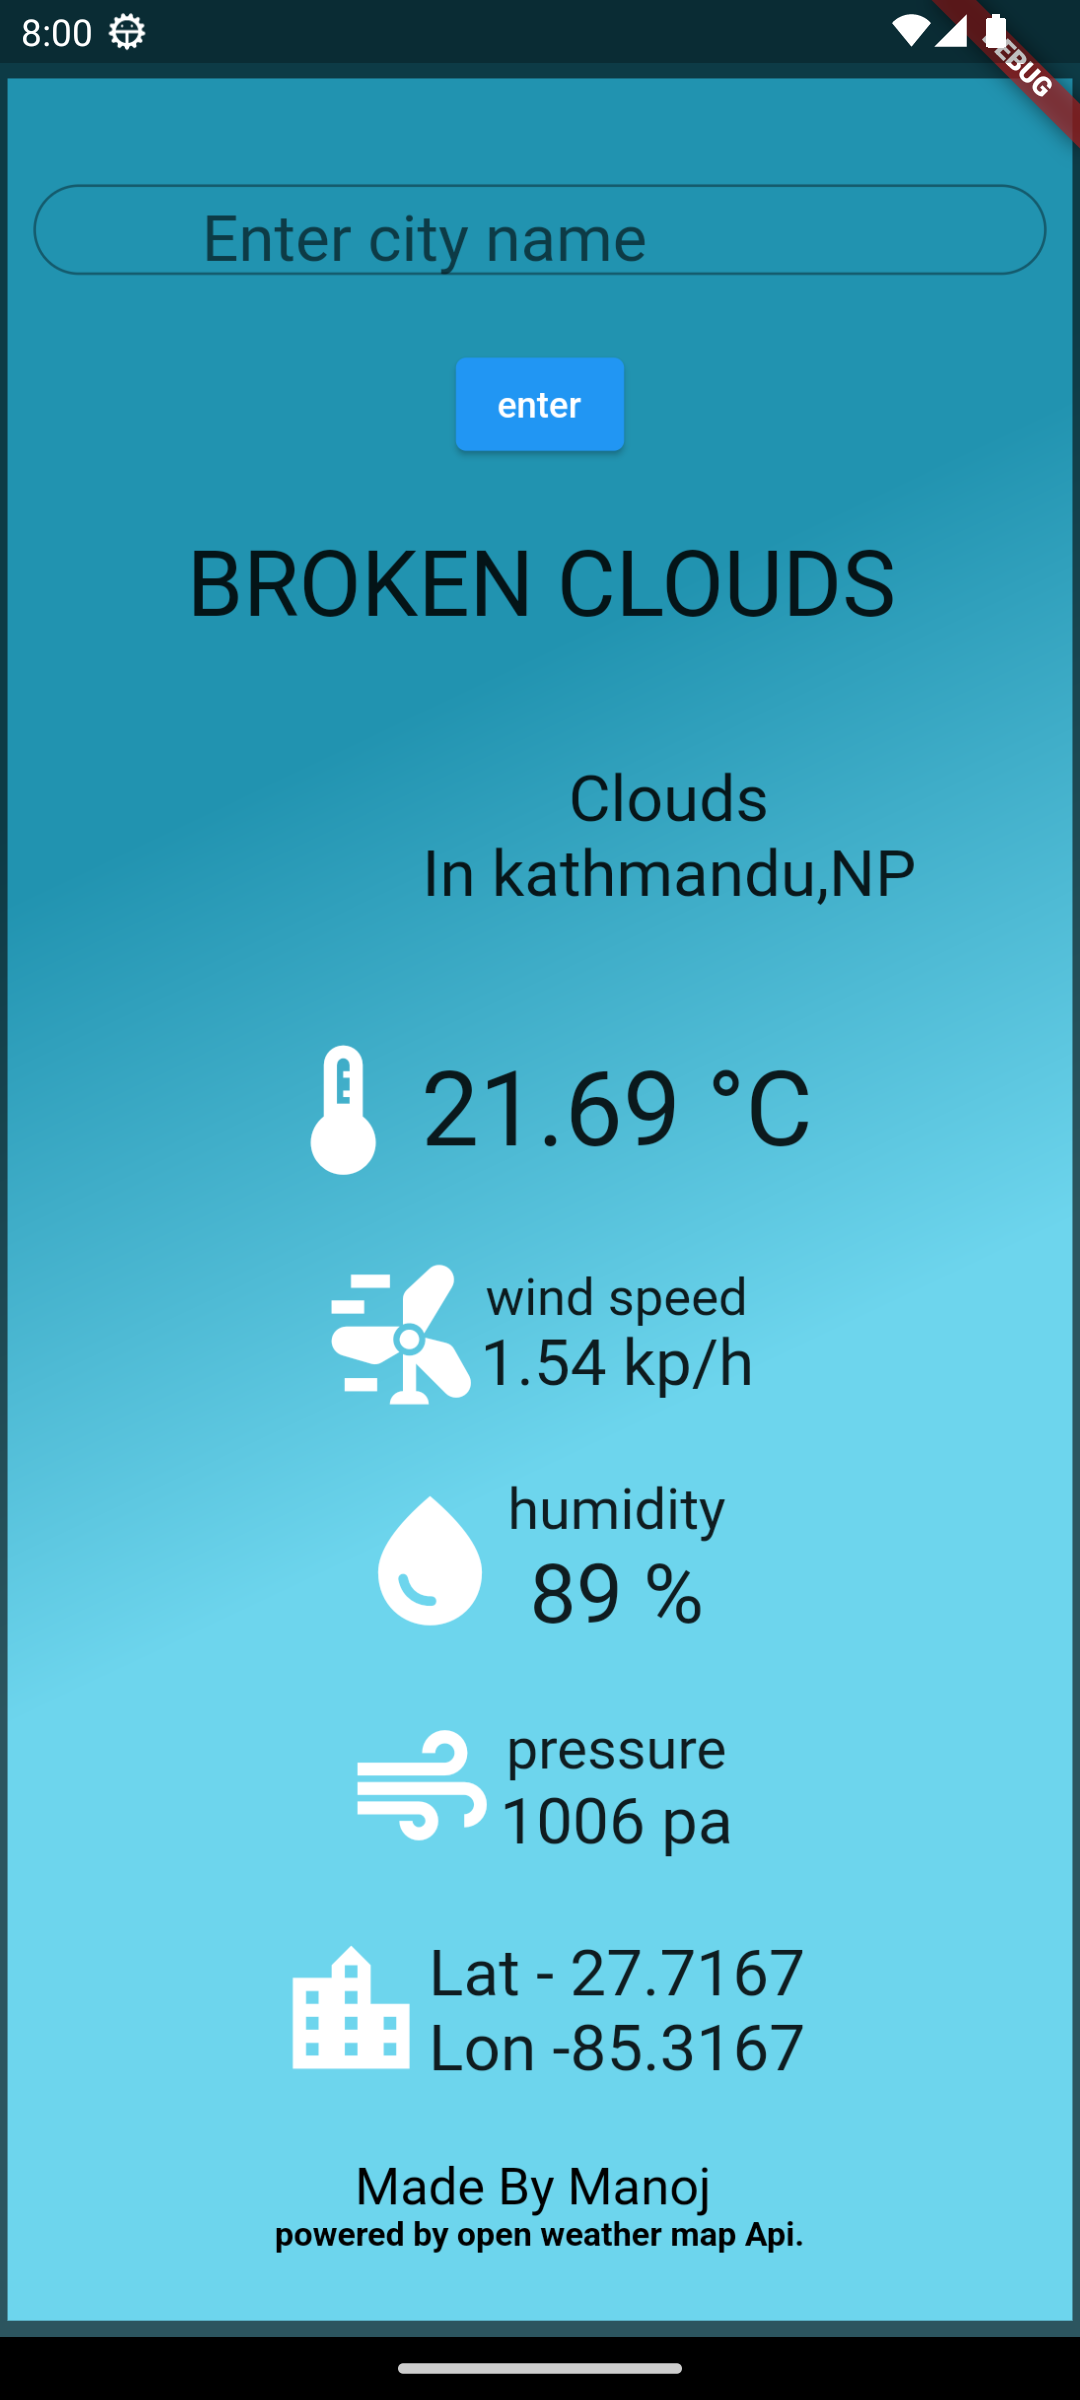 8:00
DEBUG
Enter city name
enter
BROKEN CLOUDS
Clouds
In kathmandu,NP
21.69 °C
wind speed
1.54 kp/h
humidity
89 %
pressure
1006 pa
Lat - 27.7167
Lon -85.3167
Made By Manoj
powered by open weather map Api.